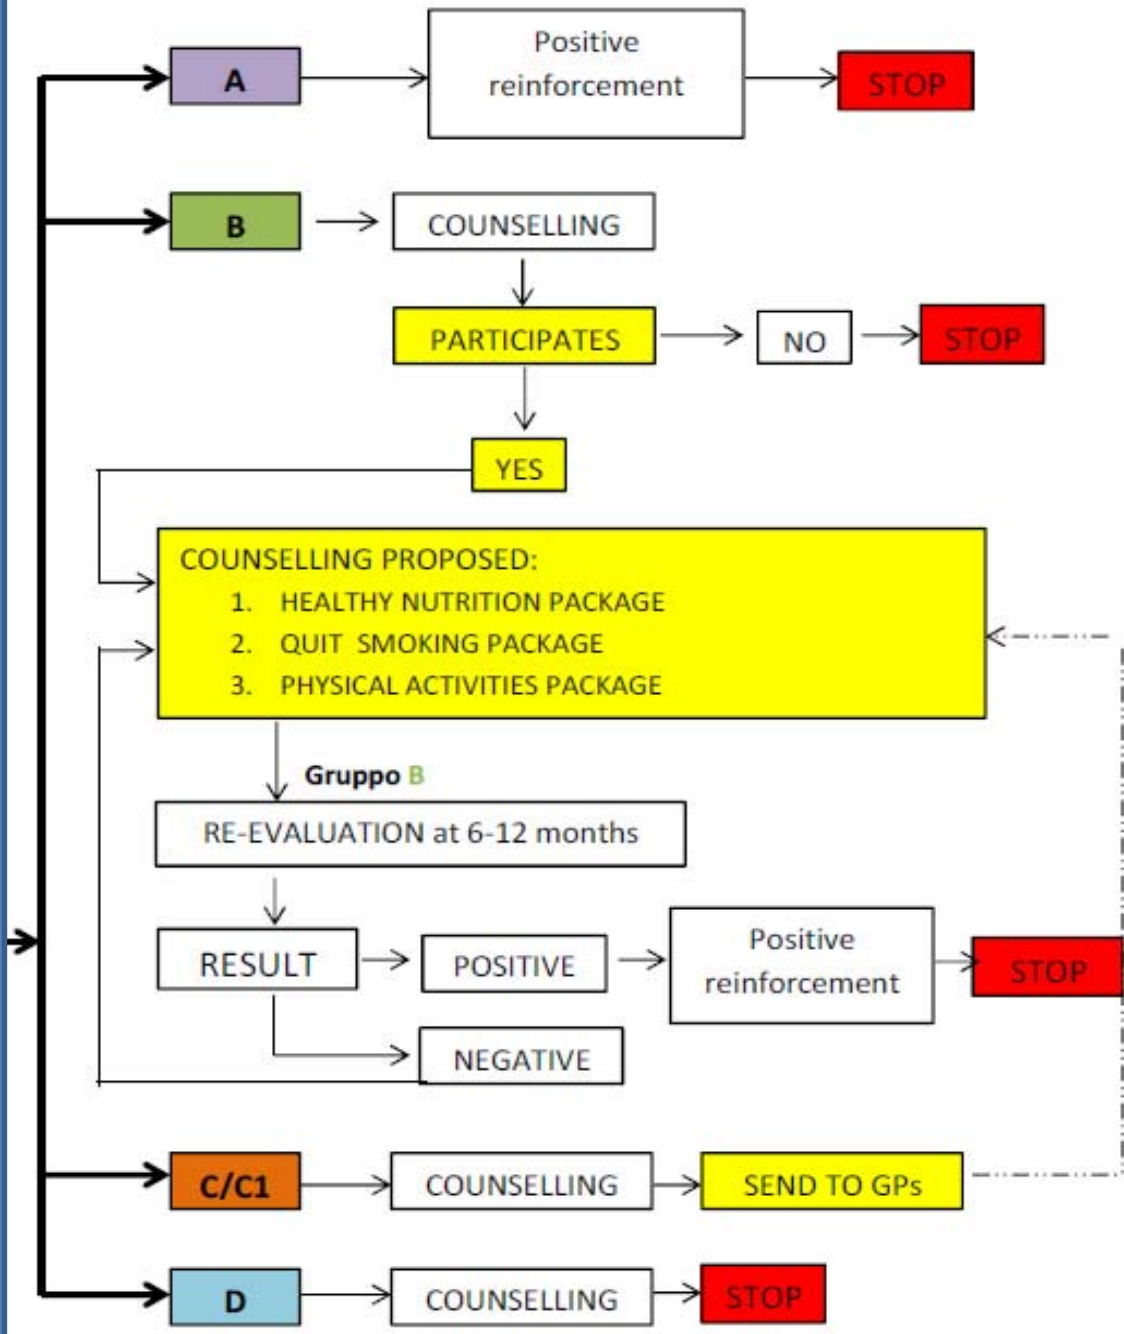 A
Positive
reinforcement
STOP
B
COUNSELLING
PARTICIPATES
NO
STOP
YES
COUNSELLING PROPOSED:
1. HEALTHY NUTRITION PACKAGE
2. QUIT SMOKING PACKAGE
3. PHYSICAL ACTIVITIES PACKAGE
Gruppo B
RE-EVALUATION at 6-12 months
RESULT
POSITIVE
Positive
reinforcement
STOP
NEGATIVE
C/C1
COUNSELLING
SEND TO GPs
D
COUNSELLING
STOP